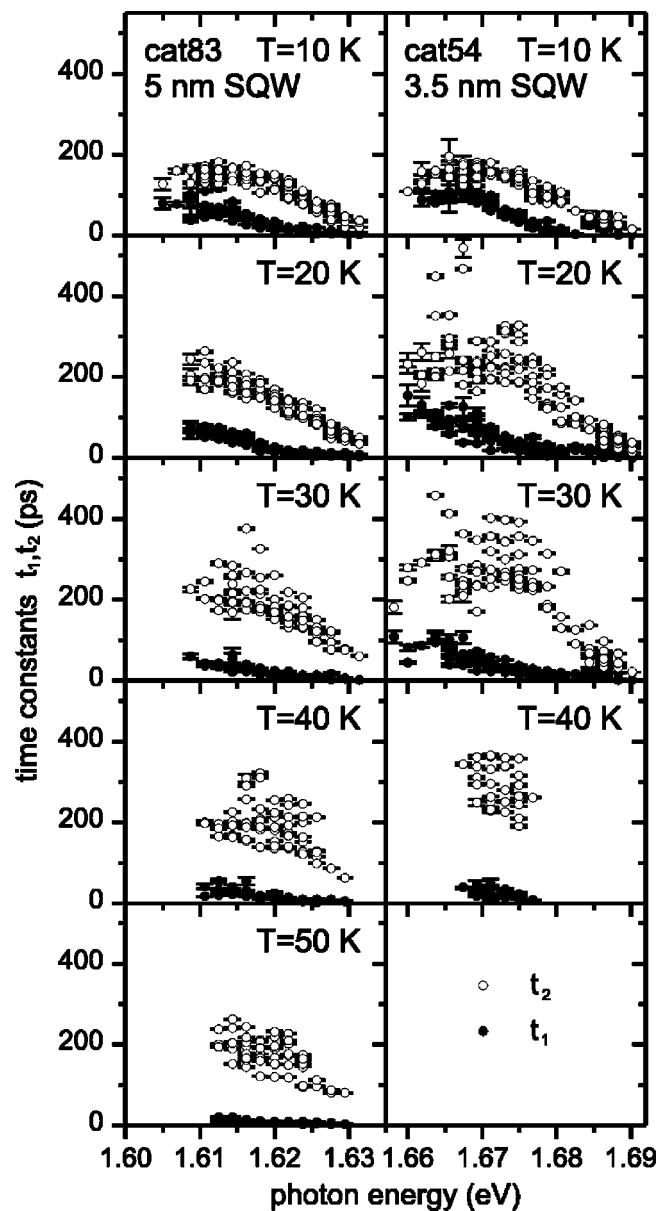 cat83 T=10 K
5 nm SQW
cat54 T=10 K
3.5 nm SQW
400
200
0
T=20 K
T=20 K
400
200
0
T=30 K
T=30 K
400
200
0
T=40 K
T=40 K
400
200
0
T=50 K
400
200
0
t₂
t₁
time constants t₁,t₂ (ps)
1.60 1.61 1.62 1.63 1.66 1.67 1.68 1.69
photon energy (eV)